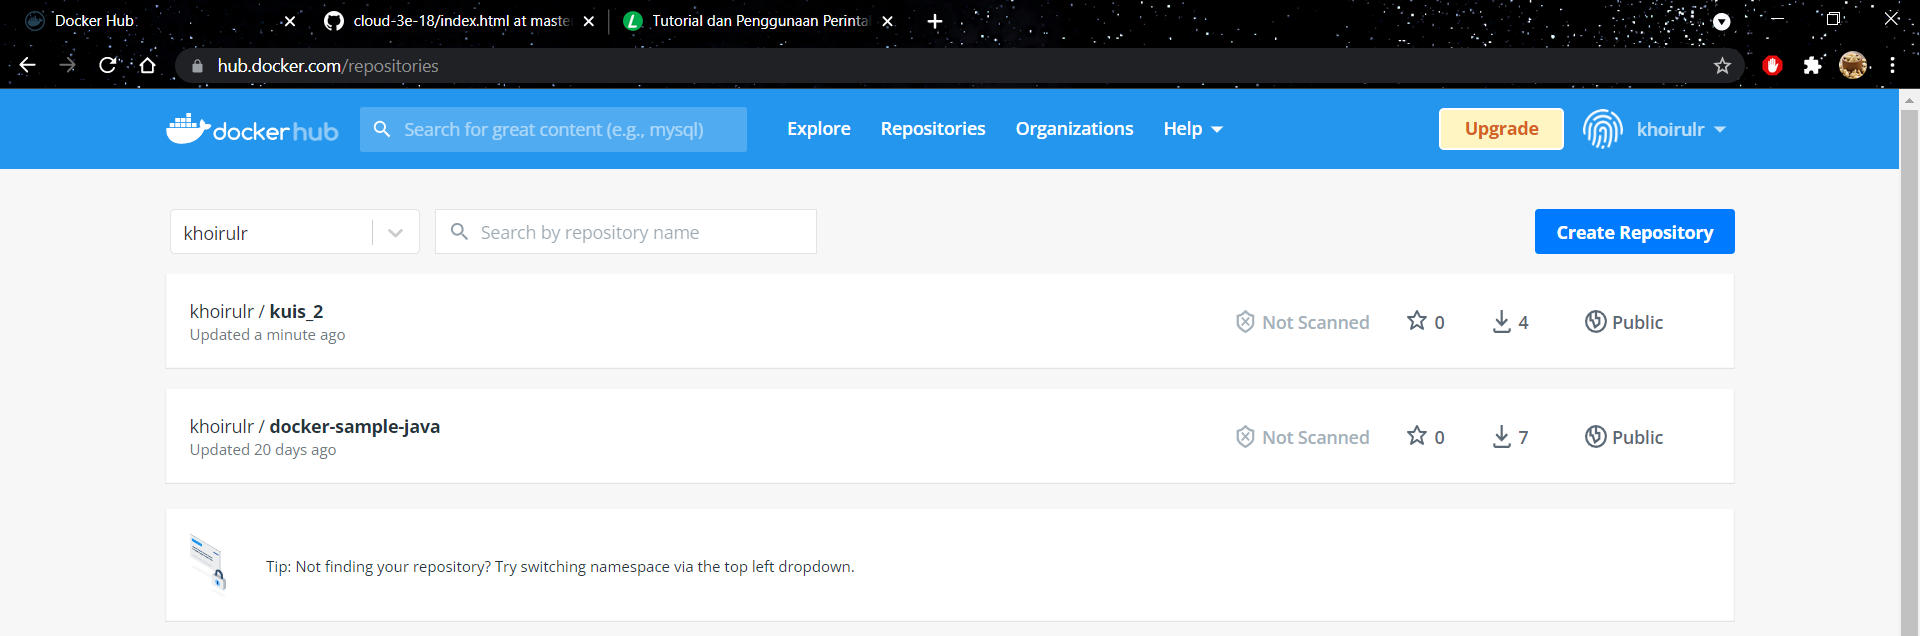 Docker Hub
cloud-3e-18/index.html at maste
Tutorial dan Penggunaan Perinta
hub.docker.com/repositories
docker hub
Search for great content (e.g., mysql)
Explore
Repositories
Organizations
Help
Upgrade
khoirulr
khoirulr
Search by repository name
Create Repository
khoirulr / kuis_2
Updated a minute ago
Not Scanned
0
4
Public
khoirulr / docker-sample-java
Updated 20 days ago
Not Scanned
0
7
Public
Tip: Not finding your repository? Try switching namespace via the top left dropdown.